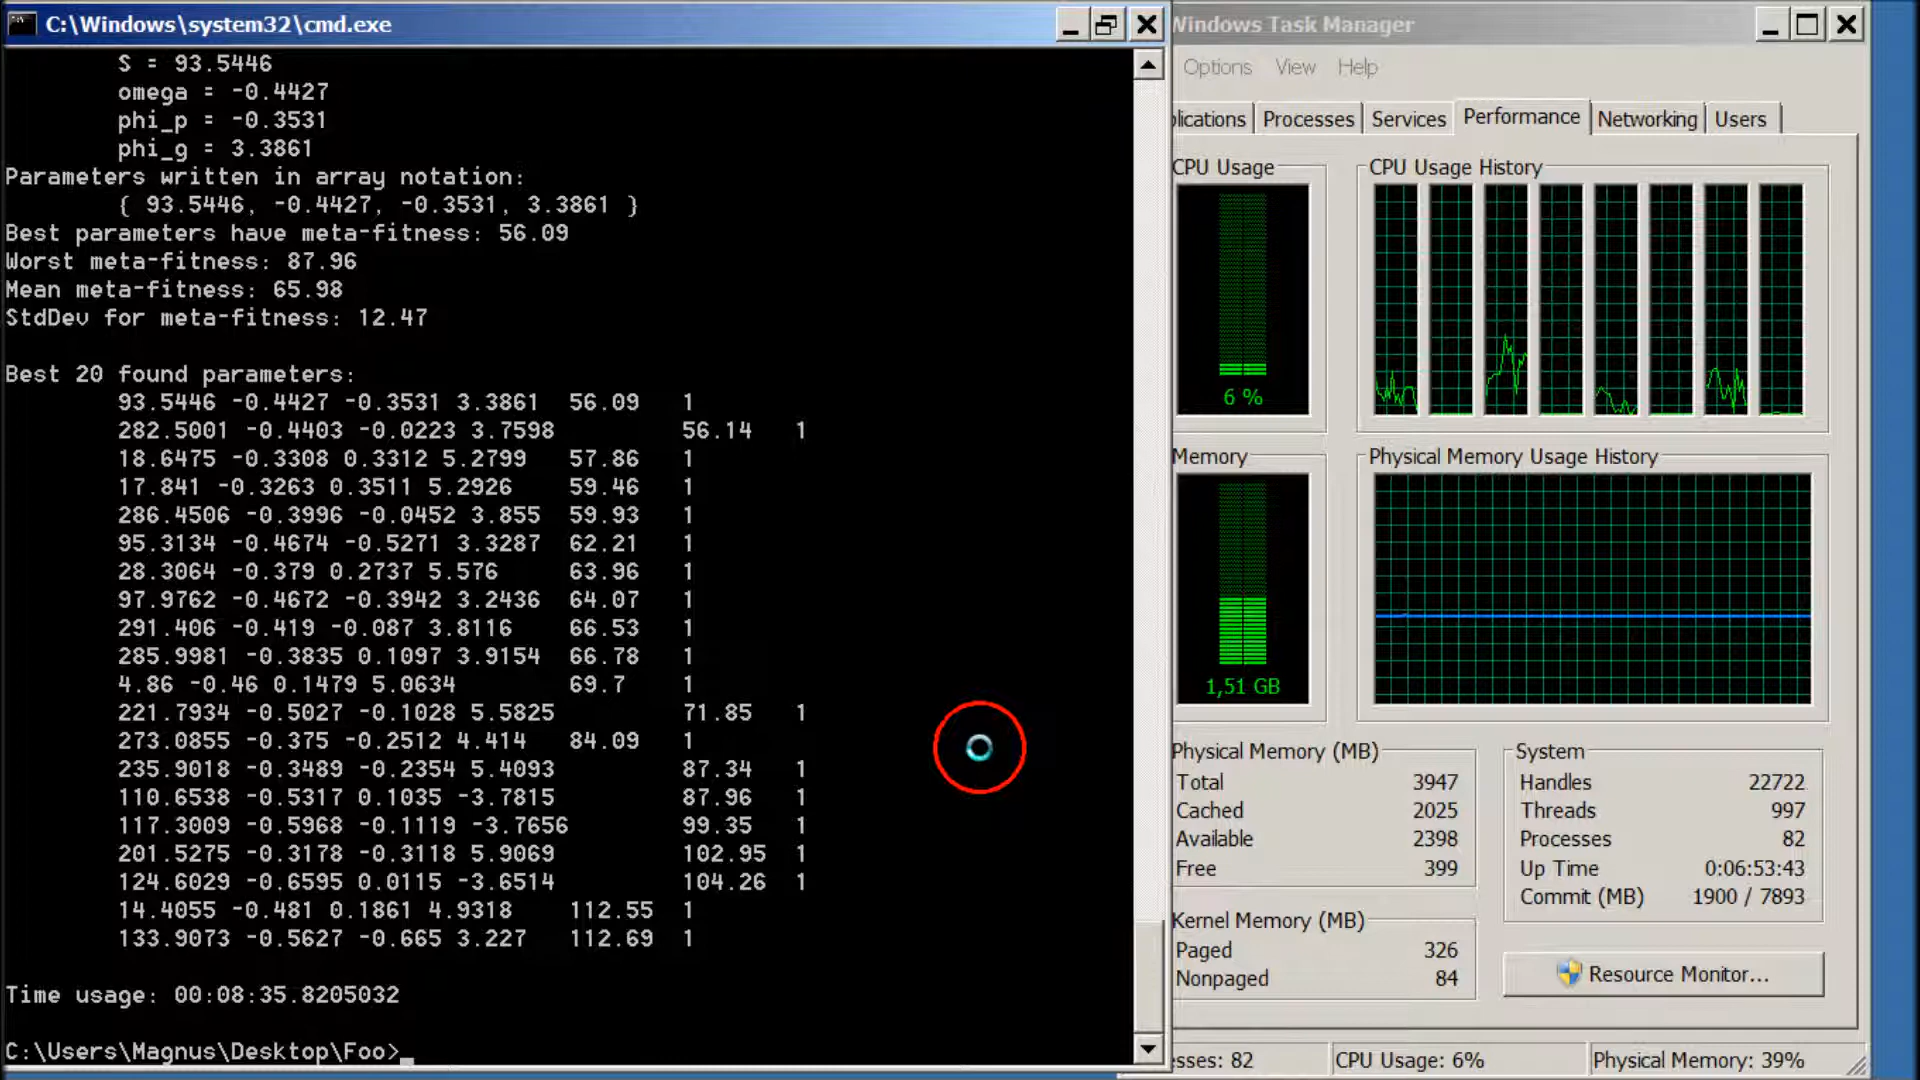 C:\Windows\system32\cmd.exe
S = 93.5446
omega = -0.4427
phi_p = -0.3531
phi_g = 3.3861
Parameters written in array notation:
{ 93.5446, -0.4427, -0.3531, 3.3861 }
Best parameters have meta-fitness: 56.09
Worst meta-fitness: 87.96
Mean meta-fitness: 65.98
StdDev for meta-fitness: 12.47
Best 20 found parameters:
93.5446 -0.4427 -0.3531 3.3861 56.09 1
282.5001 -0.4403 -0.0223 3.7598 56.14 1
18.6475 -0.3308 0.3312 5.2799 57.86 1
17.841 -0.3263 0.3511 5.2926 59.46 1
286.4506 -0.3996 -0.0452 3.855 59.93 1
95.3134 -0.4674 -0.5271 3.3287 62.21 1
28.3064 -0.379 0.2737 5.576 63.96 1
97.9762 -0.4672 -0.3942 3.2436 64.07 1
291.406 -0.419 -0.087 3.8116 66.53 1
285.9981 -0.3835 0.1097 3.9154 66.78 1
4.86 -0.46 0.1479 5.0634 69.7 1
221.7934 -0.5027 -0.1028 5.5825 71.85 1
273.0855 -0.375 -0.2512 4.414 84.09 1
235.9018 -0.3489 -0.2354 5.4093 87.34 1
110.6538 -0.5317 0.1035 -3.7815 87.96 1
117.3009 -0.5968 -0.1119 -3.7656 99.35 1
201.5275 -0.3178 -0.3118 5.9069 102.95 1
124.6029 -0.6595 0.0115 -3.6514 104.26 1
14.4055 -0.481 0.1861 4.9318 112.55 1
133.9073 -0.5627 -0.665 3.227 112.69 1
Time usage: 00:08:35.8205032
C:\Users\Magnus\Desktop\Foo>_
Windows Task Manager
Options View Help
plications Processes Services Performance Networking Users
CPU Usage
CPU Usage History
6 %
Memory
Physical Memory Usage History
1,51 GB
Physical Memory (MB)
Total 3947
Cached 2025
Available 2398
Free 399
System
Handles 22722
Threads 997
Processes 82
Up Time 0:06:53:43
Commit (MB) 1900 / 7893
Kernel Memory (MB)
Paged 326
Nonpaged 84
Resource Monitor...
sses: 82 CPU Usage: 6% Physical Memory: 39%